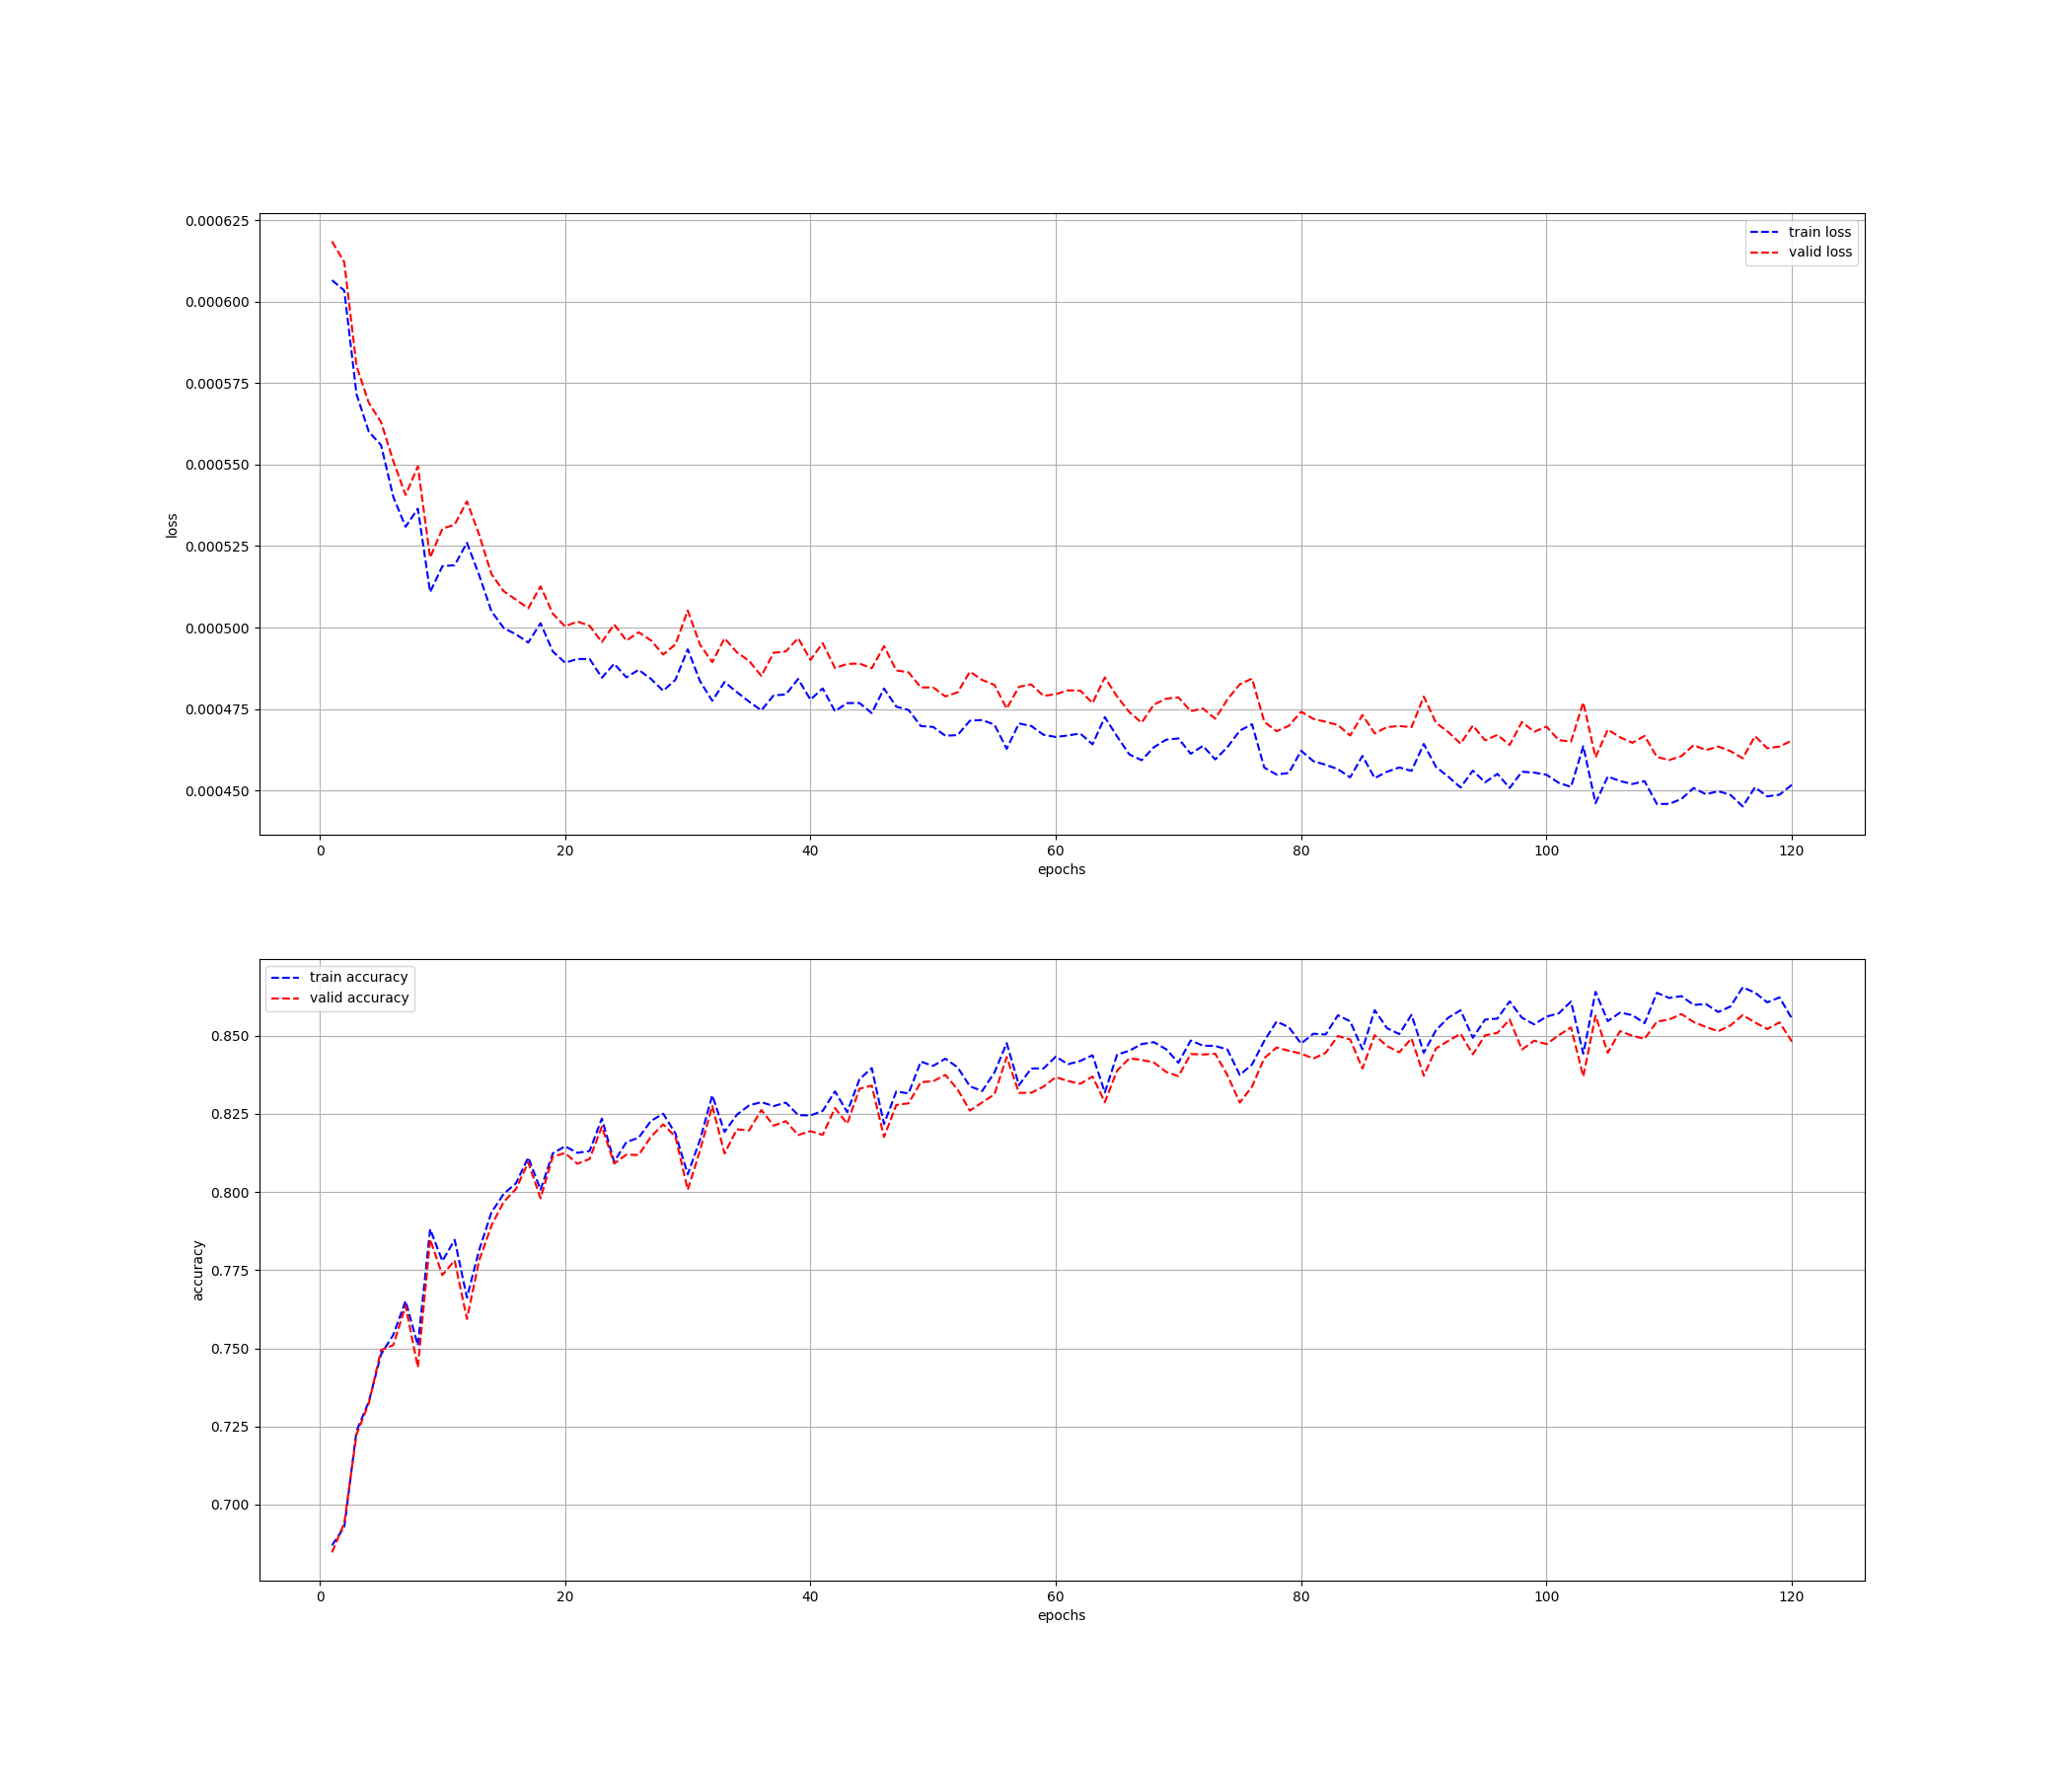 0.000625
train loss
valid loss
0.000600
0.000575
0.000550
loss
0.000525
0.000500
0.000475
0.000450
0 20 40 60 80 100 120
epochs
train accuracy
valid accuracy
0.850
0.825
0.800
0.775
accuracy
0.750
0.725
0.700
0 20 40 60 80 100 120
epochs